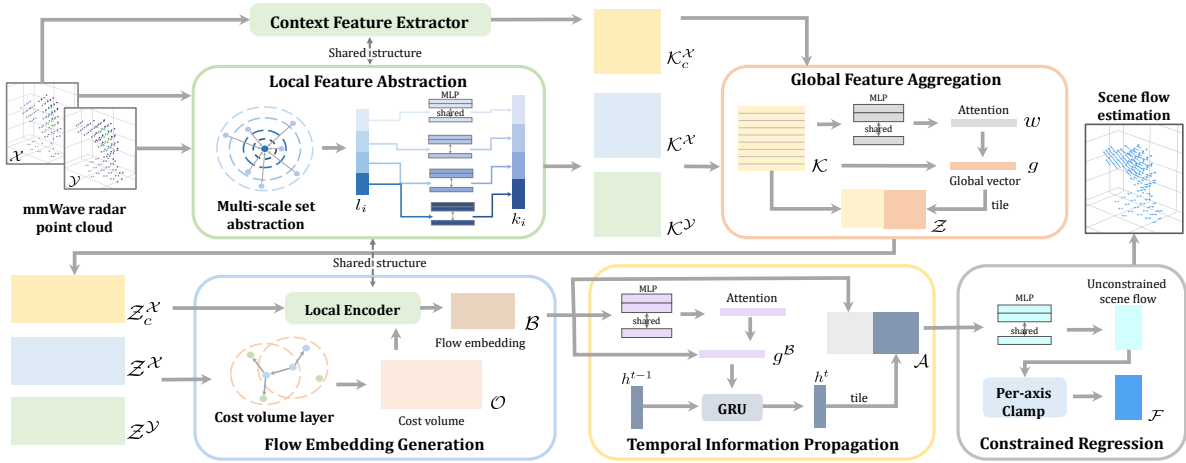 Context Feature Extractor
Shared structure
𝒳
𝒴
mmWave radar
point cloud
Local Feature Abstraction
Multi-scale set
abstraction
l_i
MLP
shared
k_i
𝒦_c^𝒳
𝒦^𝒳
𝒦^𝒴
Global Feature Aggregation
𝒦
MLP
shared
Attention
w
g
Global vector
tile
𝒵
Scene flow
estimation
Shared structure
𝒵_c^𝒳
𝒵^𝒳
𝒵^𝒴
Local Encoder
ℬ
Flow embedding
Cost volume layer
𝒪
Cost volume
Flow Embedding Generation
MLP
shared
Attention
g^ℬ
h^{t−1}
GRU
h^t
tile
𝒜
Temporal Information Propagation
MLP
shared
Unconstrained
scene flow
Per-axis
Clamp
ℱ
Constrained Regression